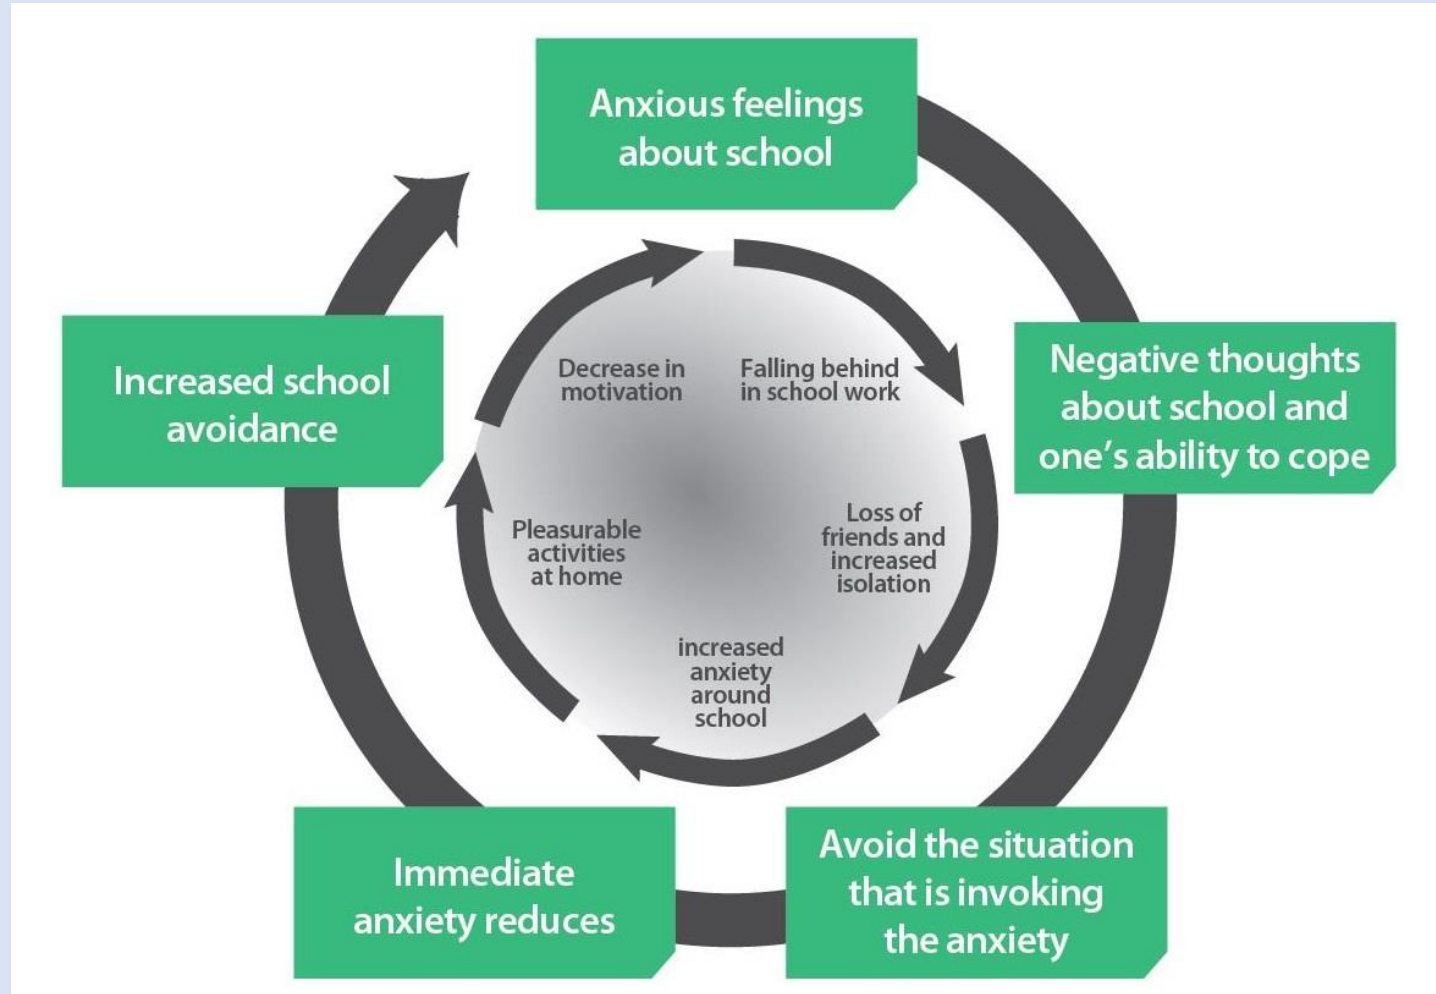 Anxious feelings
about school
Negative thoughts
about school and
one's ability to cope
Avoid the situation
that is invoking
the anxiety
Immediate
anxiety reduces
Increased school
avoidance
Falling behind
in school work
Loss of
friends and
increased
isolation
increased
anxiety
around
school
Pleasurable
activities
at home
Decrease in
motivation